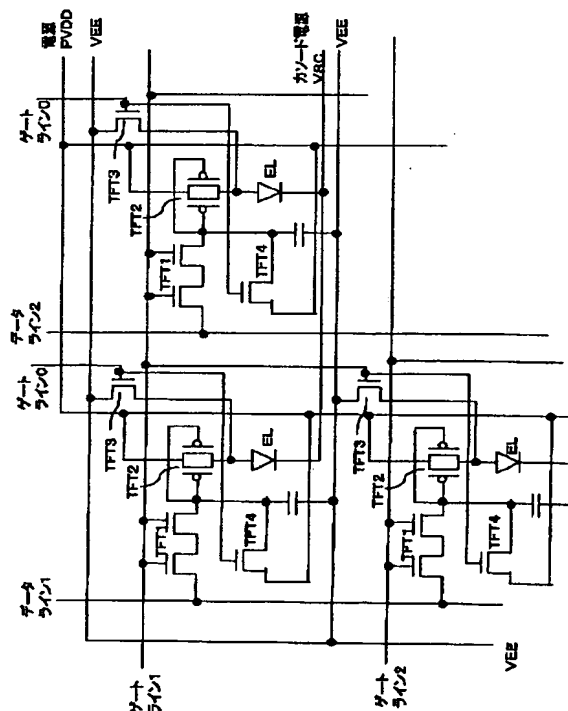 電源
PVDD
VEE
カソード電源
VBC
VEE
ゲート
ライン0
TFT3
TFT2
EL
TFT1
TFT4
データ
ライン2
ゲート
ライン0
TFT3
TFT2
EL
TFT1
TFT4
TFT3
TFT2
EL
TFT1
TFT4
データ
ライン1
ゲート
ライン1
ゲート
ライン2
VEE